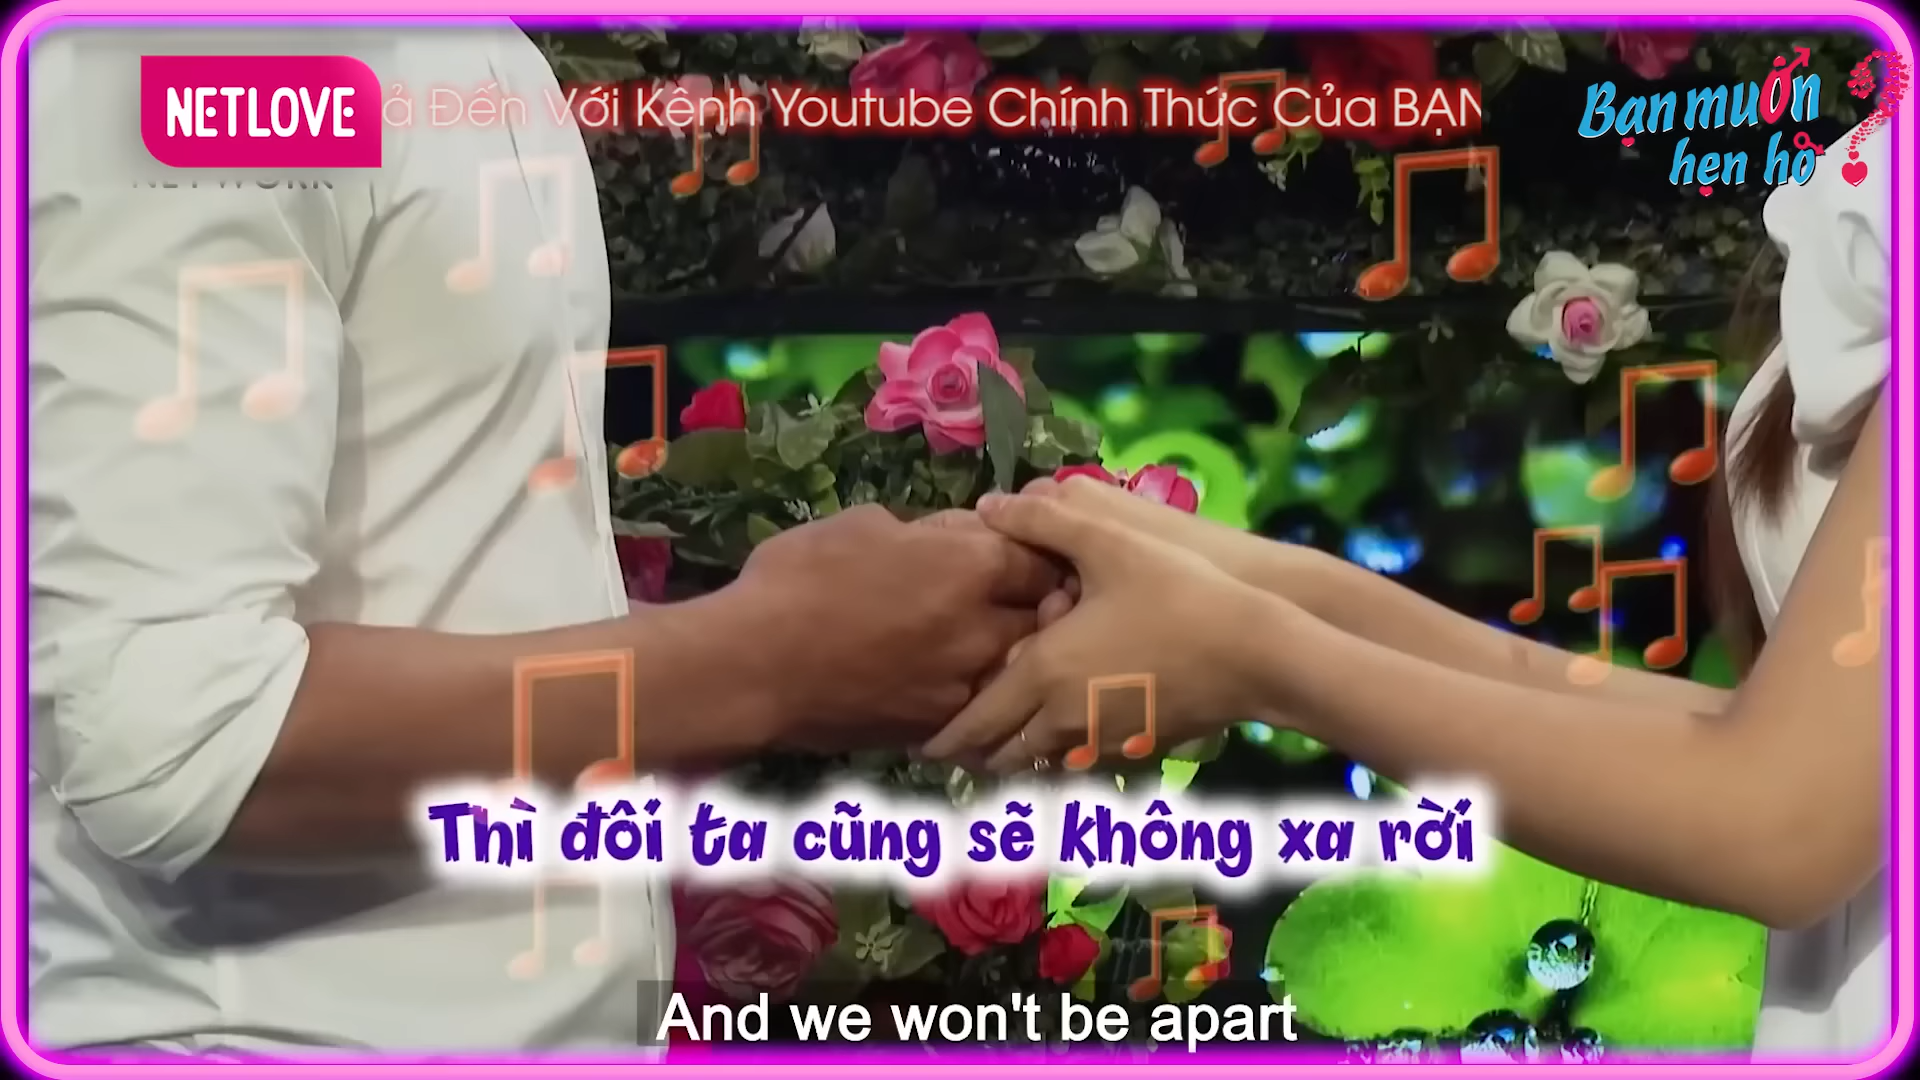 NETLOVE
NETWORK
Đến Với Kênh Youtube Chính Thức Của BẠN
Bạn muốn
hẹn hò
Thì đôi ta cũng sẽ không xa rời
And we won't be apart